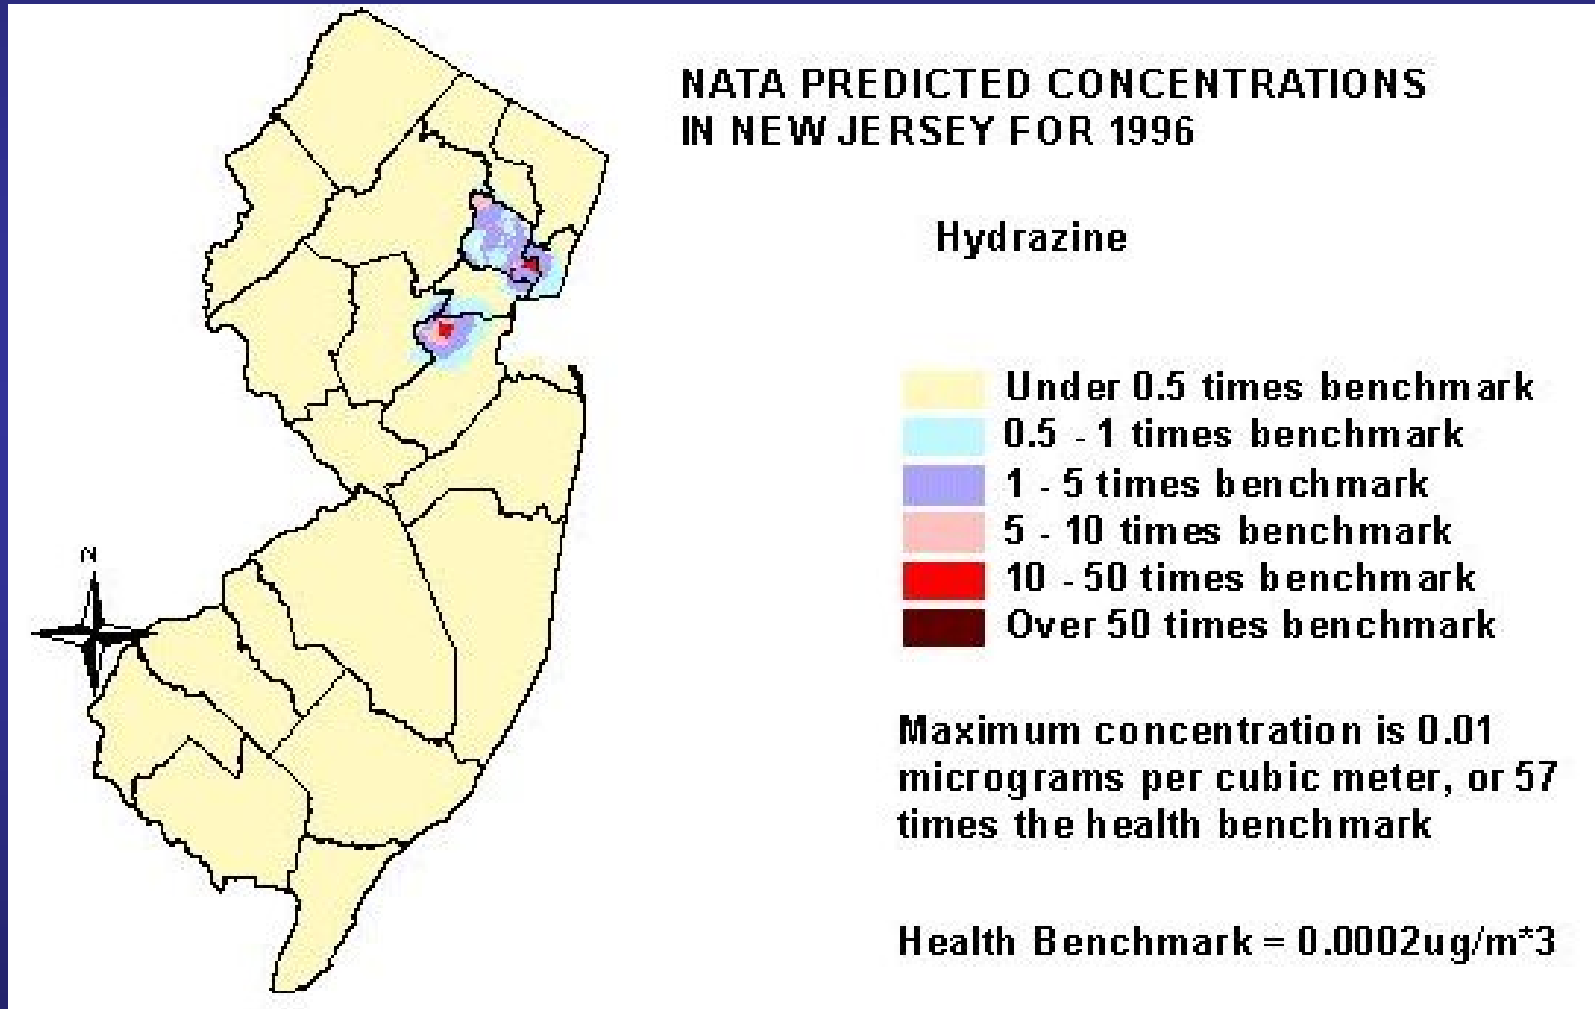 NATA PREDICTED CONCENTRATIONS
IN NEW JERSEY FOR 1996
Hydrazine
Under 0.5 times benchmark
0.5 - 1 times benchmark
1 - 5 times benchmark
5 - 10 times benchmark
10 - 50 times benchmark
Over 50 times benchmark
N
Maximum concentration is 0.01
micrograms per cubic meter, or 57
times the health benchmark
Health Benchmark = 0.0002ug/m*3